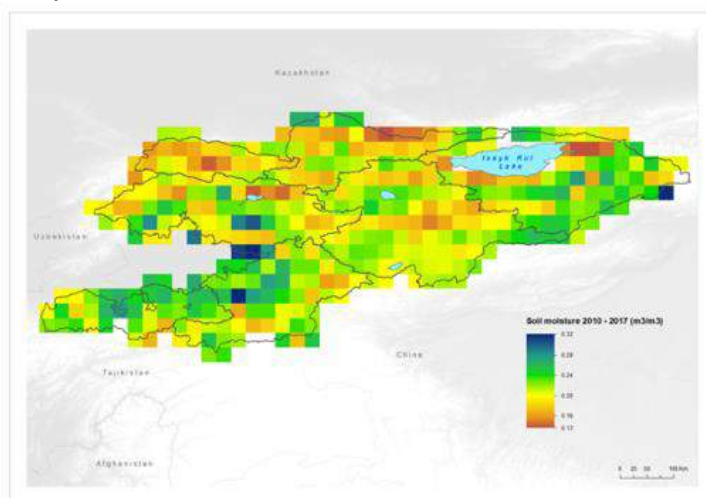 Kazakhstan
Issyk Kul
Lake
Uzbekistan
Soil moisture 2010 - 2017 (m3/m3)
0.32
0.28
0.24
0.20
0.16
0.13
China
Tajikistan
Afghanistan
0 25 50 100 Km